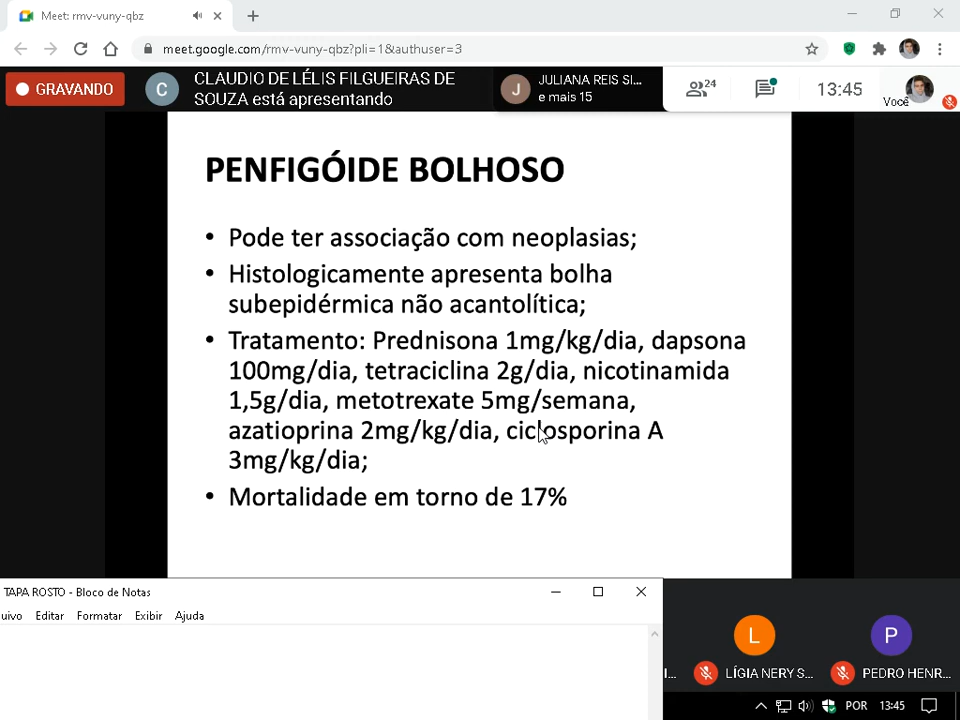 Meet: rmv-vuny-qbz
meet.google.com/rmv-vuny-qbz?pli=1&authuser=3
GRAVANDO
C
CLAUDIO DE LÉLIS FILGUEIRAS DE
SOUZA está apresentando
J
JULIANA REIS SI...
e mais 15
24
13:45
Você
PENFIGÓIDE BOLHOSO
• Pode ter associação com neoplasias;
• Histologicamente apresenta bolha
subepidérmica não acantolítica;
• Tratamento: Prednisona 1mg/kg/dia, dapsona
100mg/dia, tetraciclina 2g/dia, nicotinamida
1,5g/dia, metotrexate 5mg/semana,
azatioprina 2mg/kg/dia, ciclosporina A
3mg/kg/dia;
• Mortalidade em torno de 17%
TAPA ROSTO - Bloco de Notas
uivo Editar Formatar Exibir Ajuda
L
P
I...
LÍGIA NERY S...
PEDRO HENR...
POR
13:45